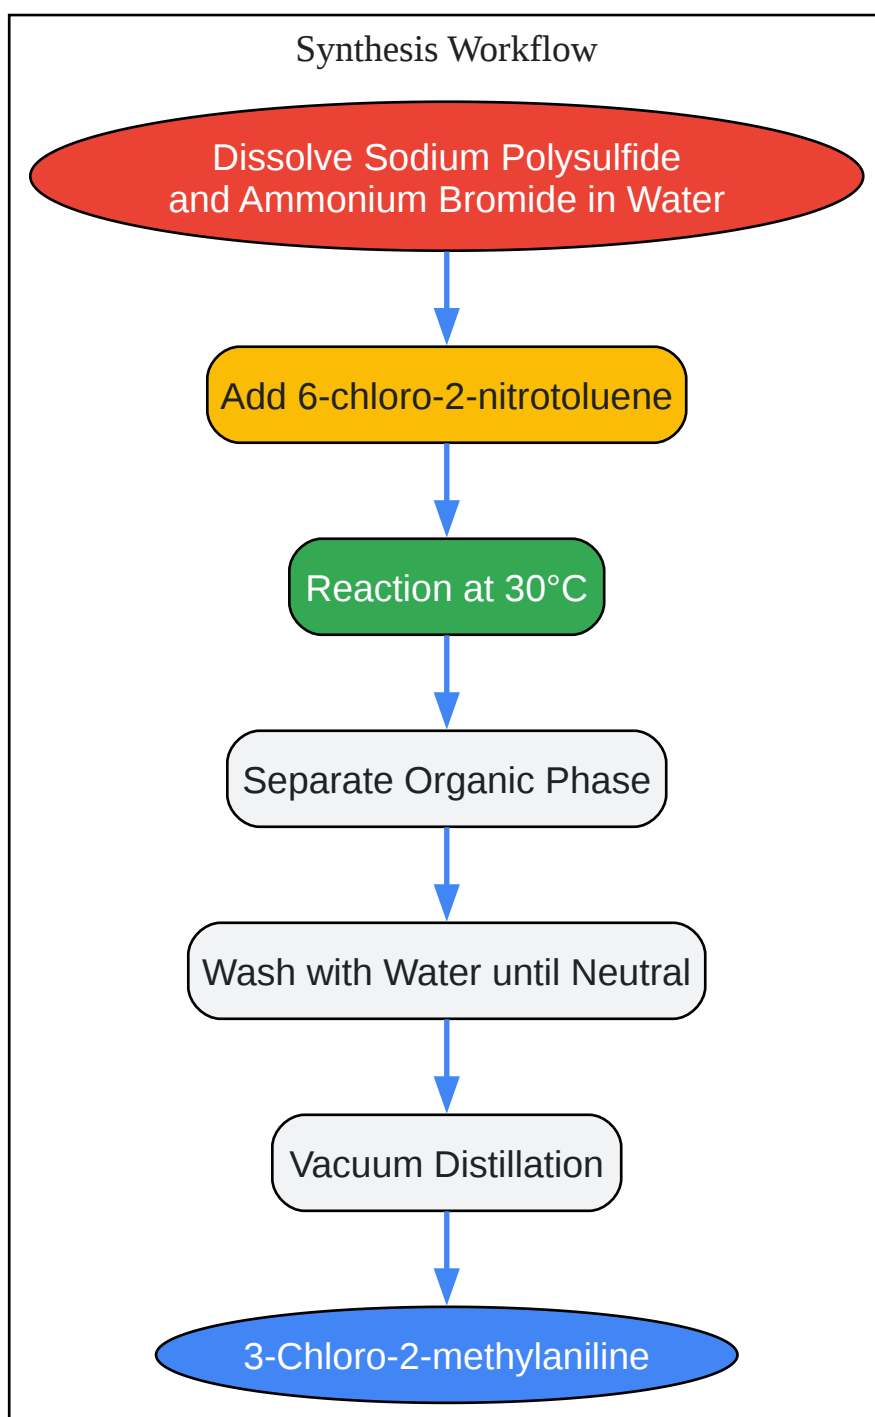 Synthesis Workflow
Dissolve Sodium Polysulfide
and Ammonium Bromide in Water
Add 6-chloro-2-nitrotoluene
Reaction at 30°C
Separate Organic Phase
Wash with Water until Neutral
Vacuum Distillation
3-Chloro-2-methylaniline